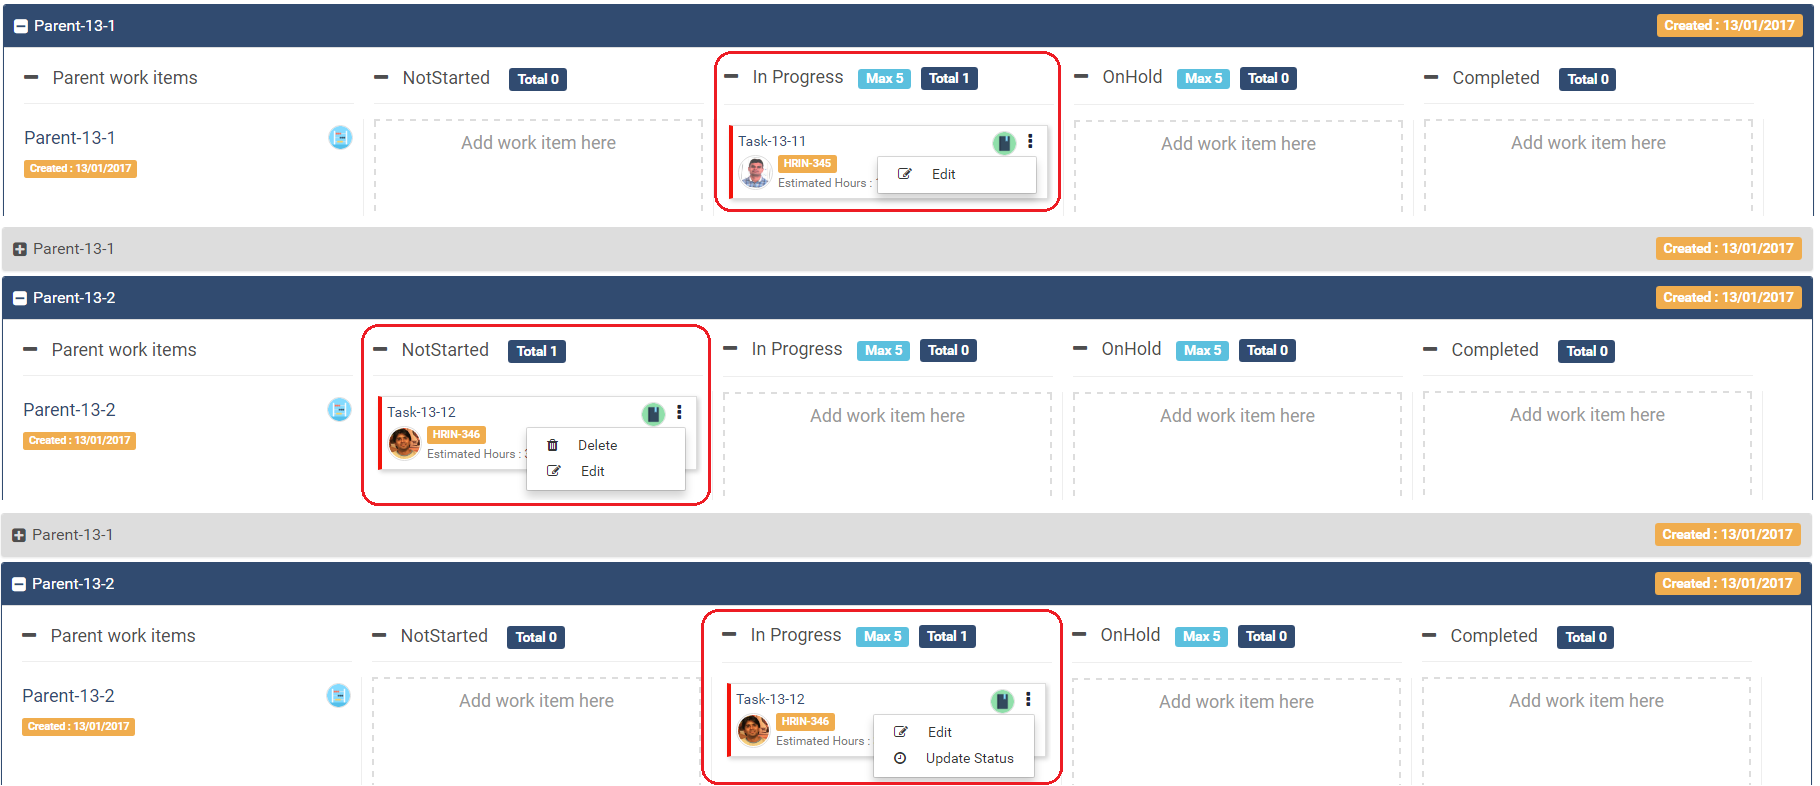 Parent-13-1 Created : 13/01/2017
Parent work items NotStarted Total 0 In Progress Max 5 Total 1 OnHold Max 5 Total 0 Completed Total 0
Parent-13-1 Add work item here Task-13-11 Add work item here Add work item here
Created : 13/01/2017 HRIN-345
Estimated Hours : Edit
Parent-13-1 Created : 13/01/2017
Parent-13-2 Created : 13/01/2017
Parent work items NotStarted Total 1 In Progress Max 5 Total 0 OnHold Max 5 Total 0 Completed Total 0
Parent-13-2 Task-13-12 Add work item here Add work item here Add work item here
Created : 13/01/2017 HRIN-346 Delete
Estimated Hours : Edit
Parent-13-1 Created : 13/01/2017
Parent-13-2 Created : 13/01/2017
Parent work items NotStarted Total 0 In Progress Max 5 Total 1 OnHold Max 5 Total 0 Completed Total 0
Parent-13-2 Add work item here Task-13-12 Add work item here Add work item here
Created : 13/01/2017 HRIN-346 Edit
Estimated Hours : Update Status